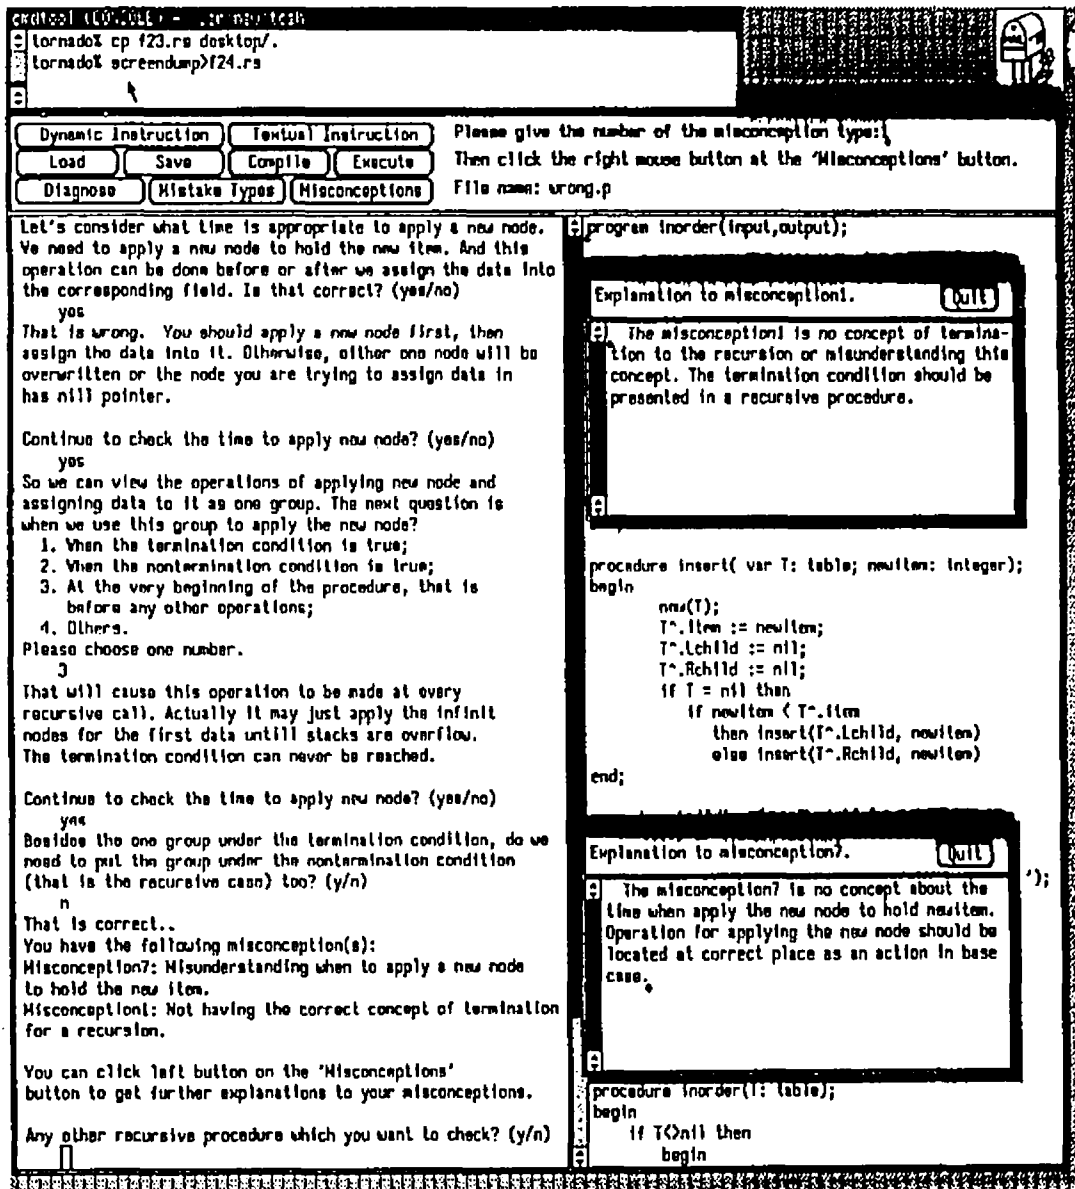 cmdtool (CONSOLE) -
tornado% cp f23.rs desktop/.
tornado% screendump>f24.rs
Dynamic Instruction
Textual Instruction
Please give the number of the misconception type:
Load
Save
Compile
Execute
Then click the right mouse button at the 'Misconceptions' button.
Diagnose
Mistake Types
Misconceptions
File name: wrong.p
Let's consider what time is appropriate to apply a new node.
We need to apply a new node to hold the new item. And this
operation can be done before or after we assign the data into
the corresponding field. Is that correct? (yes/no)
yes
That is wrong. You should apply a new node first, then
assign the data into it. Otherwise, either one node will be
overwritten or the node you are trying to assign data in
has nill pointer.
Continue to check the time to apply new node? (yes/no)
yes
So we can view the operations of applying new node and
assigning data to it as one group. The next question is
when we use this group to apply the new node?
1. When the termination condition is true;
2. When the nontermination condition is true;
3. At the very beginning of the procedure, that is
before any other operations;
4. Others.
Please choose one number.
3
That will cause this operation to be made at every
recursive call. Actually it may just apply the infinit
nodes for the first data untill stacks are overflow.
The termination condition can never be reached.
Continue to check the time to apply new node? (yes/no)
yes
Besides the one group under the termination condition, do we
need to put the group under the nontermination condition
(that is the recursive case) too? (y/n)
n
That is correct..
You have the following misconception(s):
Misconception7: Misunderstanding when to apply a new node
to hold the new item.
Misconception1: Not having the correct concept of termination
for a recursion.
You can click left button on the 'Misconceptions'
button to get further explanations to your misconceptions.
Any other recursive procedure which you want to check? (y/n)
program inorder(input,output);
Explanation to misconception1.
Quit
The misconception1 is no concept of termina-
tion to the recursion or misunderstanding this
concept. The termination condition should be
presented in a recursive procedure.
procedure insert( var T: table; newitem: integer);
begin
new(T);
T^.item := newitem;
T^.Lchild := nil;
T^.Rchild := nil;
if T = nil then
if newitem < T^.item
then insert(T^.Lchild, newitem)
else insert(T^.Rchild, newitem)
end;
Explanation to misconception7.
Quit
');
The misconception7 is no concept about the
time when apply the new node to hold newitem.
Operation for applying the new node should be
located at correct place as an action in base
case.
procedure inorder(T: table);
begin
if T<>nil then
begin